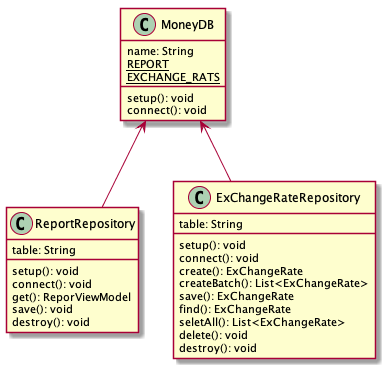 C MoneyDB
name: String
REPORT
EXCHANGE_RATS
setup(): void
connect(): void
C ReportRepository
table: String
setup(): void
connect(): void
get(): ReporViewModel
save(): void
destroy(): void
C ExChangeRateRepository
table: String
setup(): void
connect(): void
create(): ExChangeRate
createBatch(): List<ExChangeRate>
save(): ExChangeRate
find(): ExChangeRate
seletAll(): List<ExChangeRate>
delete(): void
destroy(): void